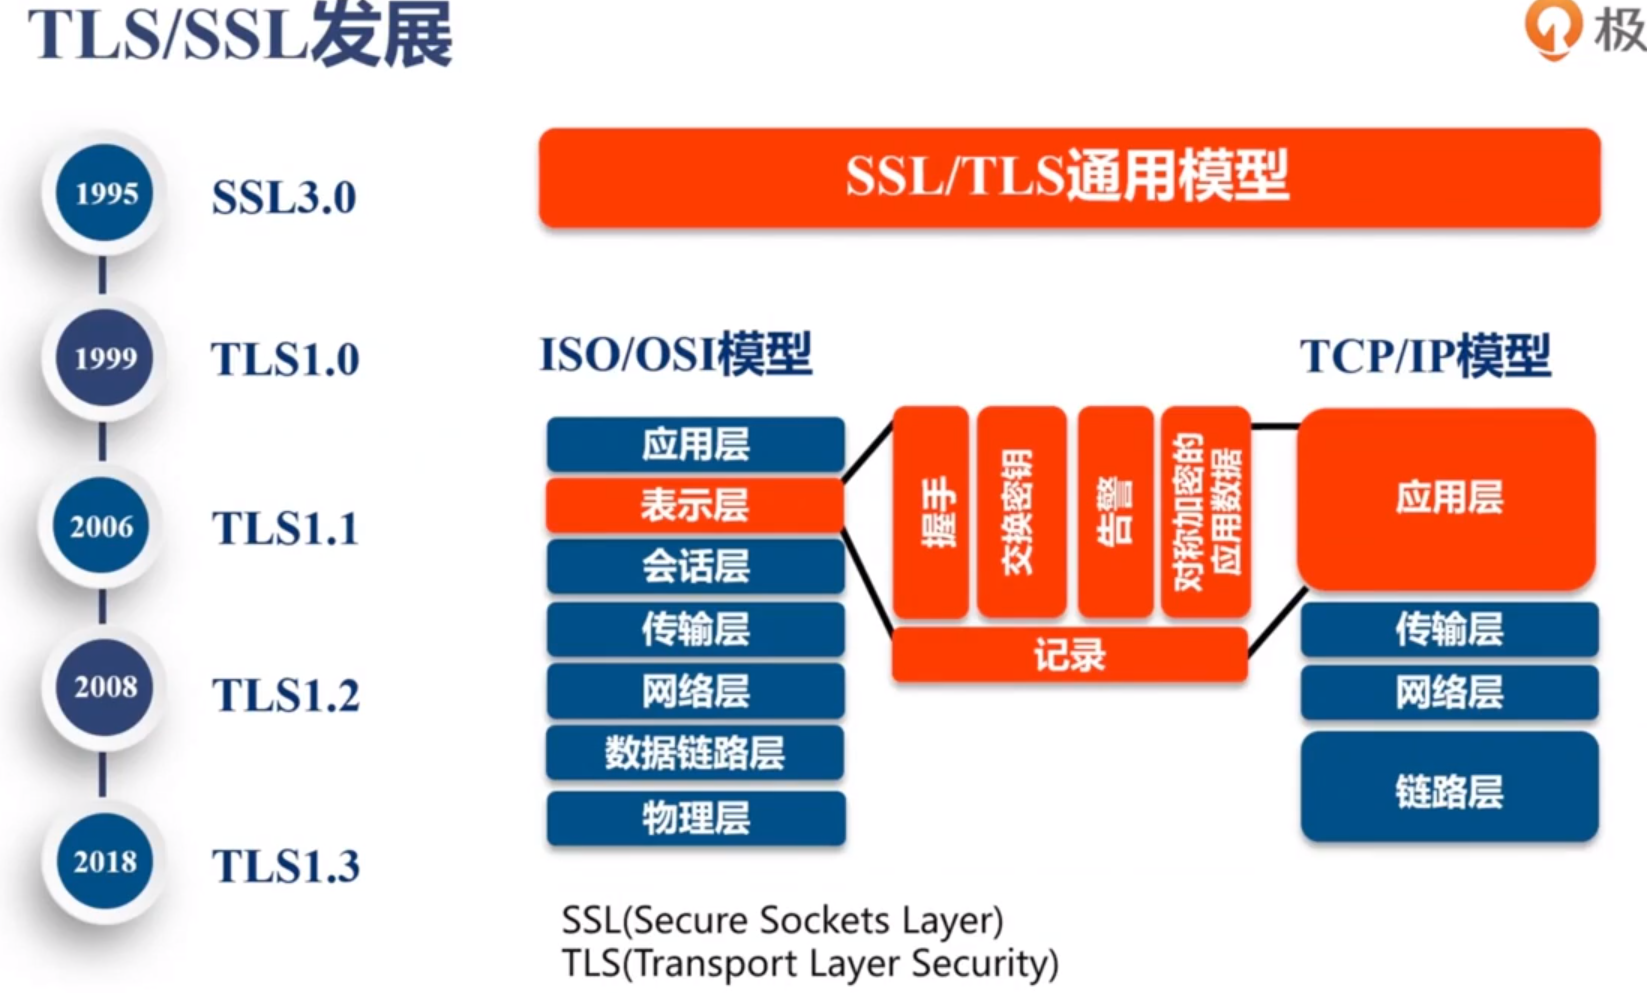 TLS/SSL发展
极
1995
SSL3.0
1999
TLS1.0
2006
TLS1.1
2008
TLS1.2
2018
TLS1.3
SSL/TLS通用模型
ISO/OSI模型
应用层
表示层
会话层
传输层
网络层
数据链路层
物理层
握手
交换密钥
告警
对称加密的
应用数据
记录
TCP/IP模型
应用层
传输层
网络层
链路层
SSL(Secure Sockets Layer)
TLS(Transport Layer Security)